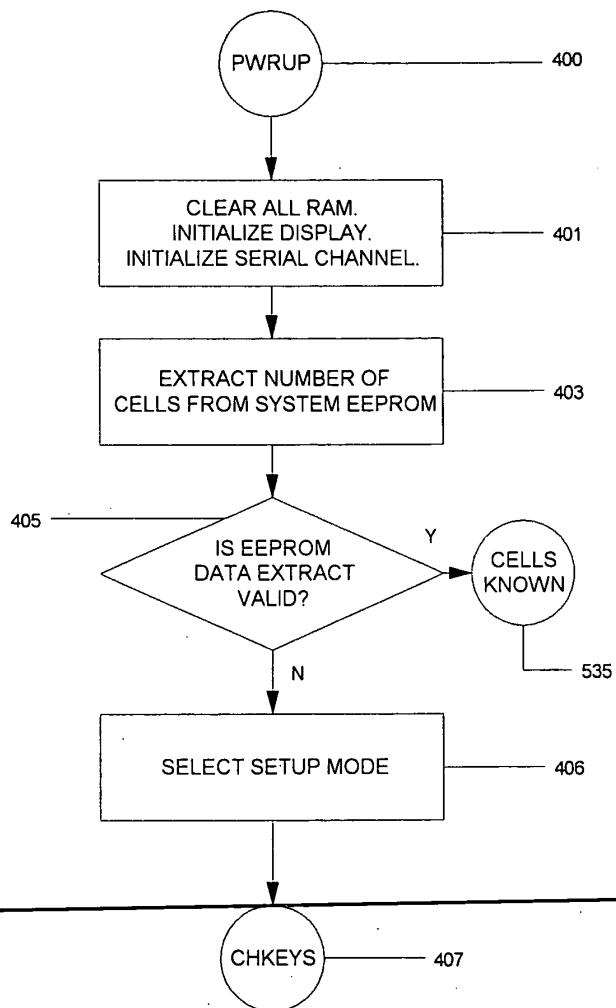 PWRUP
400
CLEAR ALL RAM.
INITIALIZE DISPLAY.
INITIALIZE SERIAL CHANNEL.
401
EXTRACT NUMBER OF
CELLS FROM SYSTEM EEPROM
403
405
IS EEPROM
DATA EXTRACT
VALID?
Y
CELLS
KNOWN
535
N
SELECT SETUP MODE
406
CHKEYS
407